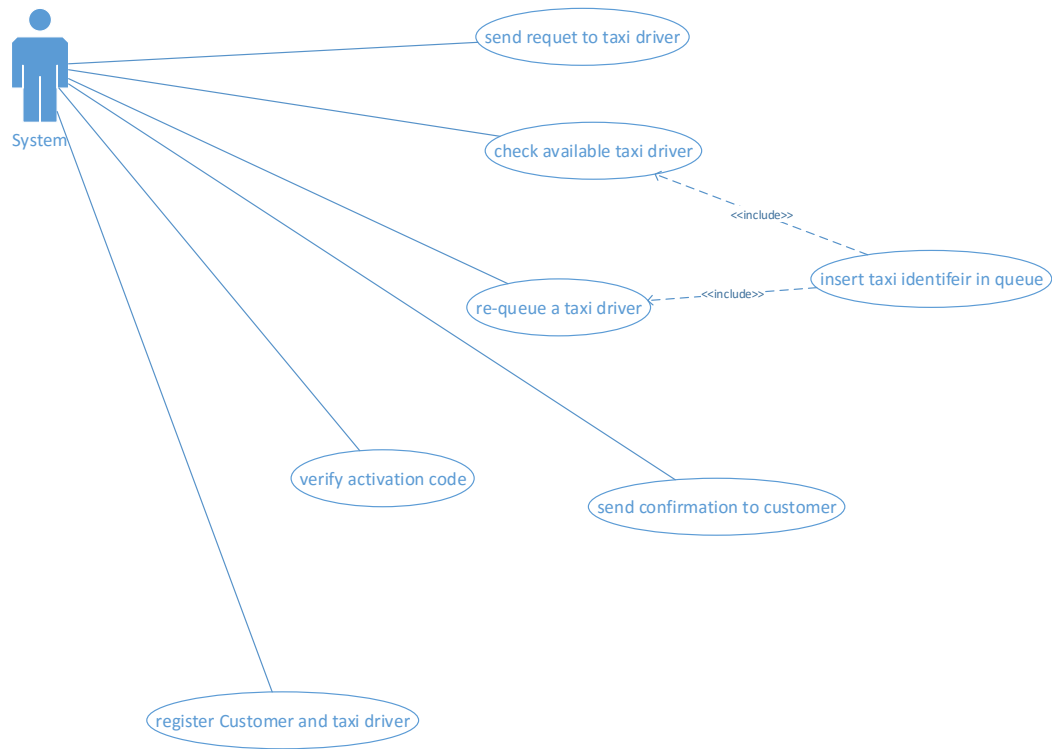 send requet to taxi driver
System
check available taxi driver
<<include>>
insert taxi identifeir in queue
<<include>>
re-queue a taxi driver
verify activation code
send confirmation to customer
register Customer and taxi driver